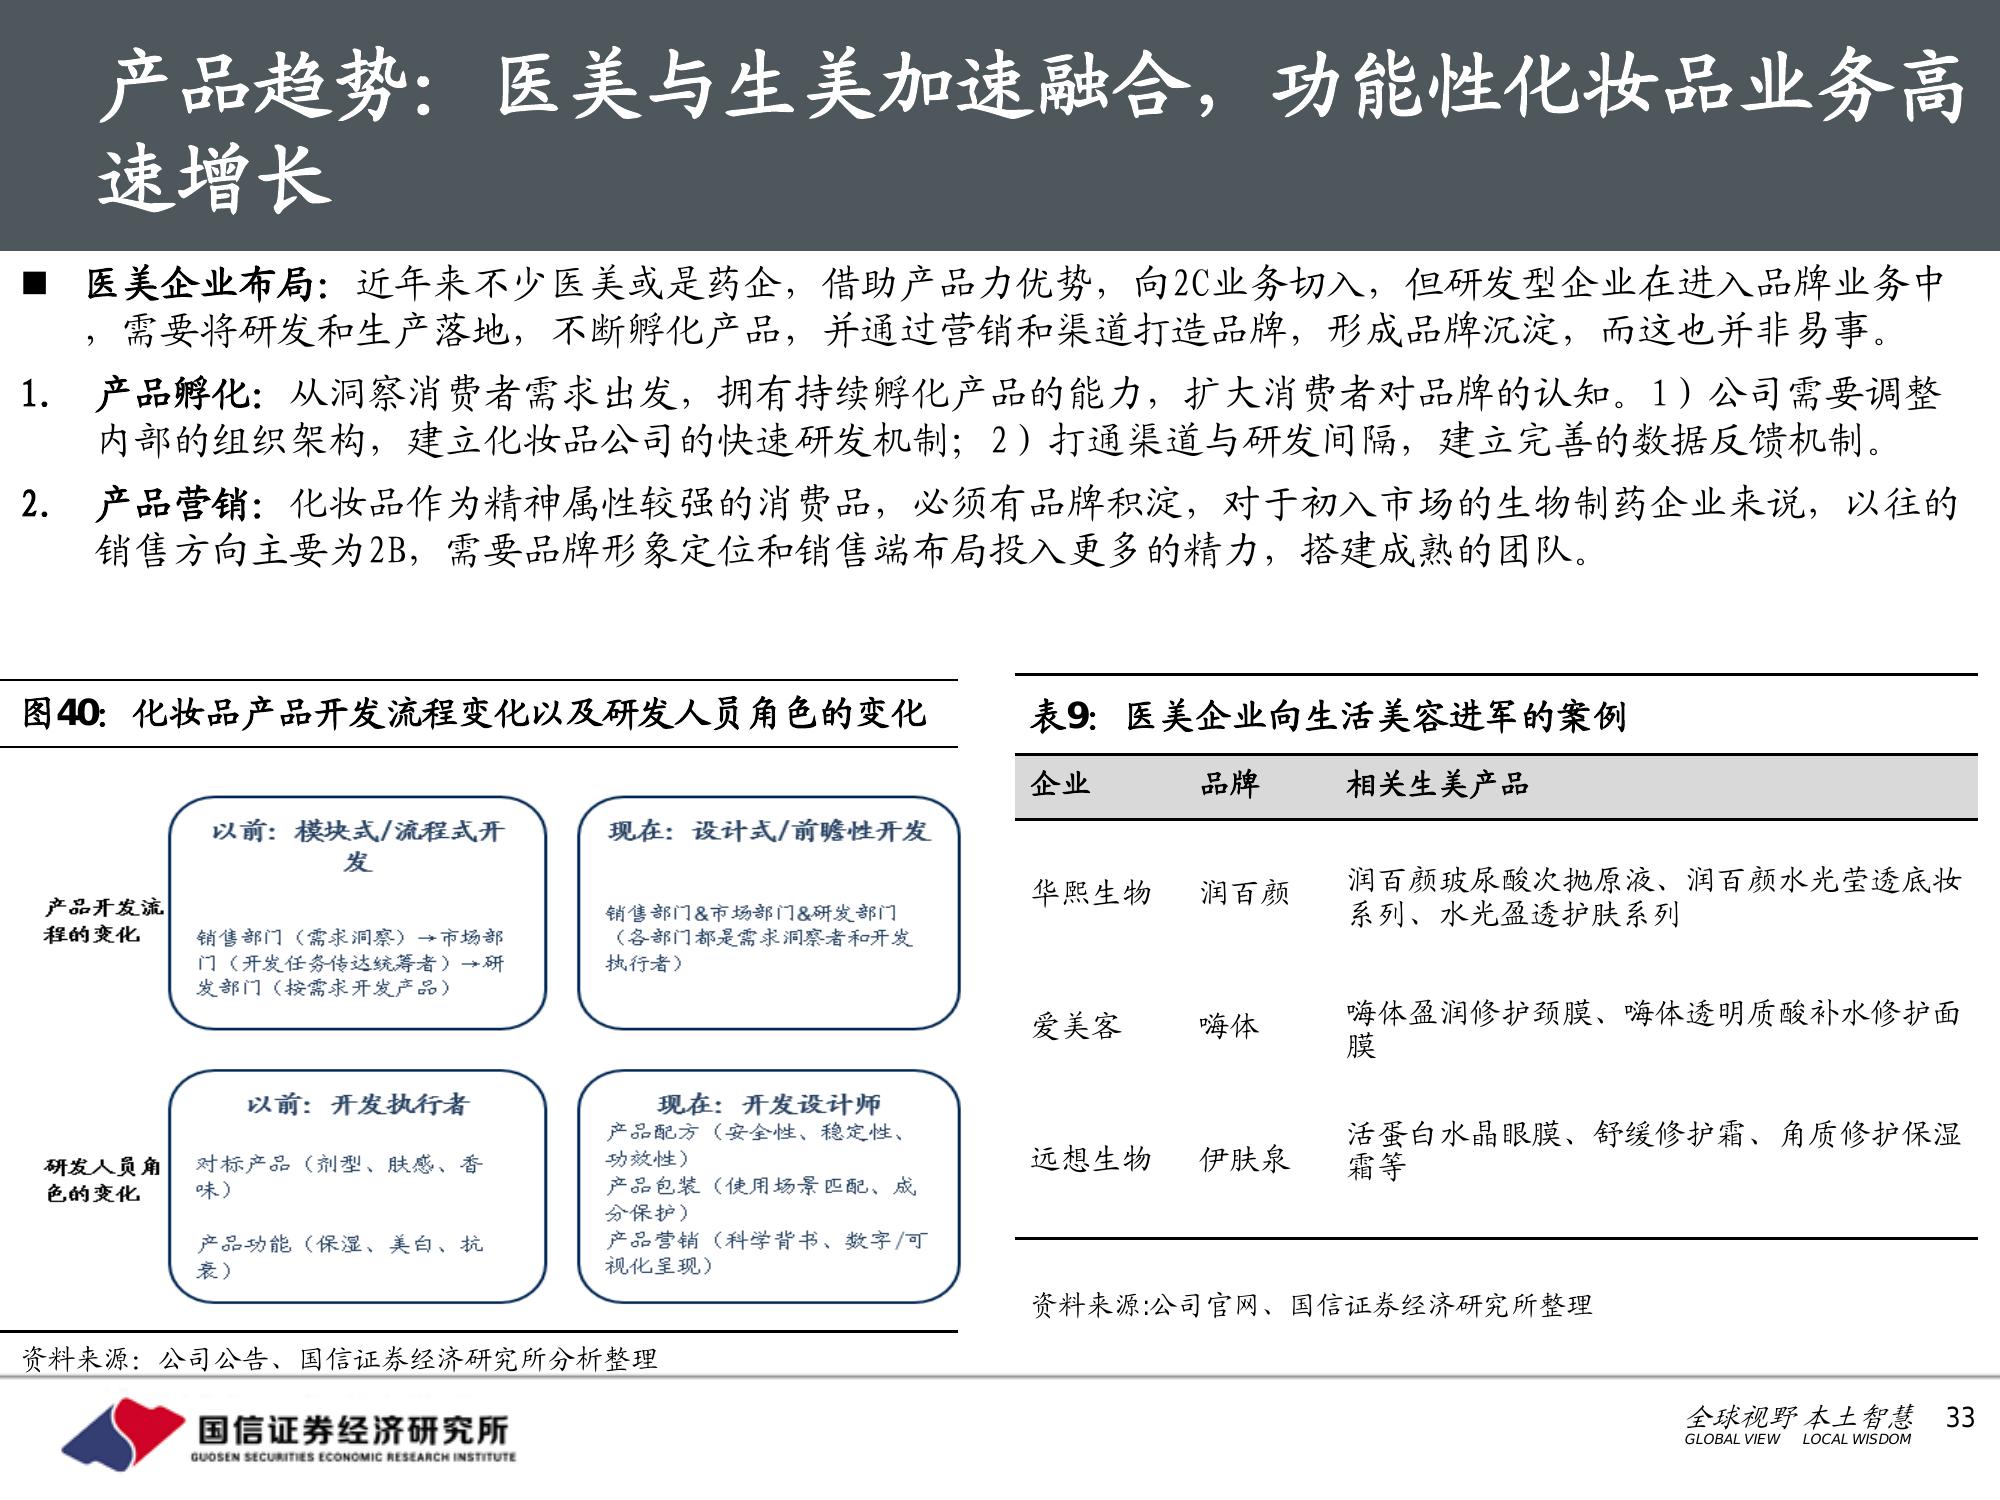 产品趋势：医美与生美加速融合，功能性化妆品业务高
速增长
■ 医美企业布局：近年来不少医美或是药企，借助产品力优势，向2C业务切入，但研发型企业在进入品牌业务中
，需要将研发和生产落地，不断孵化产品，并通过营销和渠道打造品牌，形成品牌沉淀，而这也并非易事。
1. 产品孵化：从洞察消费者需求出发，拥有持续孵化产品的能力，扩大消费者对品牌的认知。1）公司需要调整
内部的组织架构，建立化妆品公司的快速研发机制；2）打通渠道与研发间隔，建立完善的数据反馈机制。
2. 产品营销：化妆品作为精神属性较强的消费品，必须有品牌积淀，对于初入市场的生物制药企业来说，以往的
销售方向主要为2B，需要品牌形象定位和销售端布局投入更多的精力，搭建成熟的团队。
图40：化妆品产品开发流程变化以及研发人员角色的变化
产品开发流
程的变化
以前：模块式/流程式开
发
销售部门（需求洞察）→市场部
门（开发任务传达统筹者）→研
发部门（按需求开发产品）
现在：设计式/前瞻性开发
销售部门&市场部门&研发部门
（各部门都是需求洞察者和开发
执行者）
研发人员角
色的变化
以前：开发执行者
对标产品（剂型、肤感、香
味）
产品功能（保湿、美白、抗
衰）
现在：开发设计师
产品配方（安全性、稳定性、
功效性）
产品包装（使用场景匹配、成
分保护）
产品营销（科学背书、数字/可
视化呈现）
资料来源：公司公告、国信证券经济研究所分析整理
表9：医美企业向生活美容进军的案例
企业 品牌 相关生美产品
华熙生物 润百颜 润百颜玻尿酸次抛原液、润百颜水光莹透底妆
系列、水光盈透护肤系列
爱美客 嗨体 嗨体盈润修护颈膜、嗨体透明质酸补水修护面
膜
远想生物 伊肤泉 活蛋白水晶眼膜、舒缓修护霜、角质修护保湿
霜等
资料来源:公司官网、国信证券经济研究所整理
国信证券经济研究所
GUOSEN SECURITIES ECONOMIC RESEARCH INSTITUTE
全球视野 本土智慧 33
GLOBAL VIEW LOCAL WISDOM